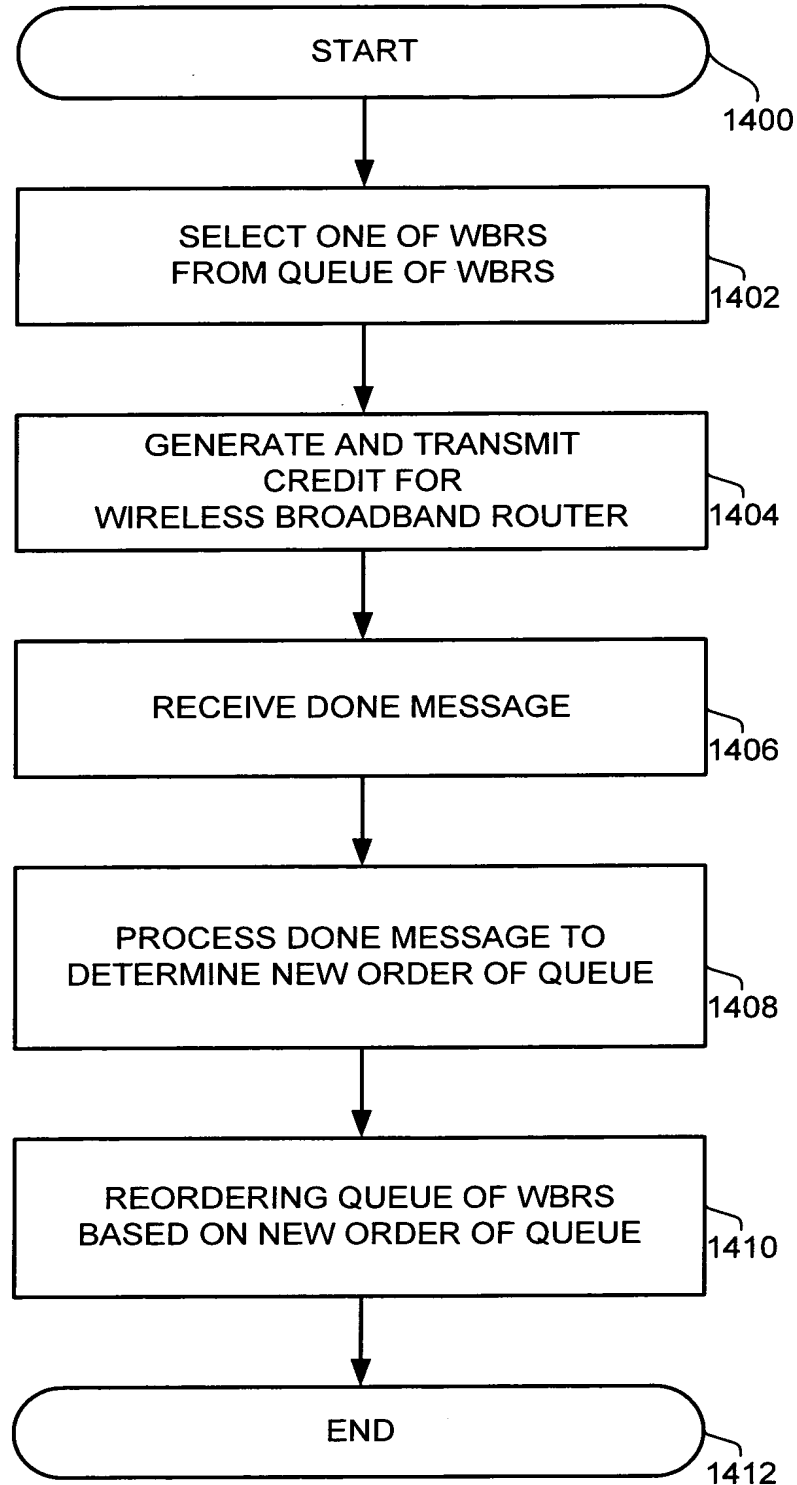 START
1400
SELECT ONE OF WBRS
FROM QUEUE OF WBRS
1402
GENERATE AND TRANSMIT
CREDIT FOR
WIRELESS BROADBAND ROUTER
1404
RECEIVE DONE MESSAGE
1406
PROCESS DONE MESSAGE TO
DETERMINE NEW ORDER OF QUEUE
1408
REORDERING QUEUE OF WBRS
BASED ON NEW ORDER OF QUEUE
1410
END
1412